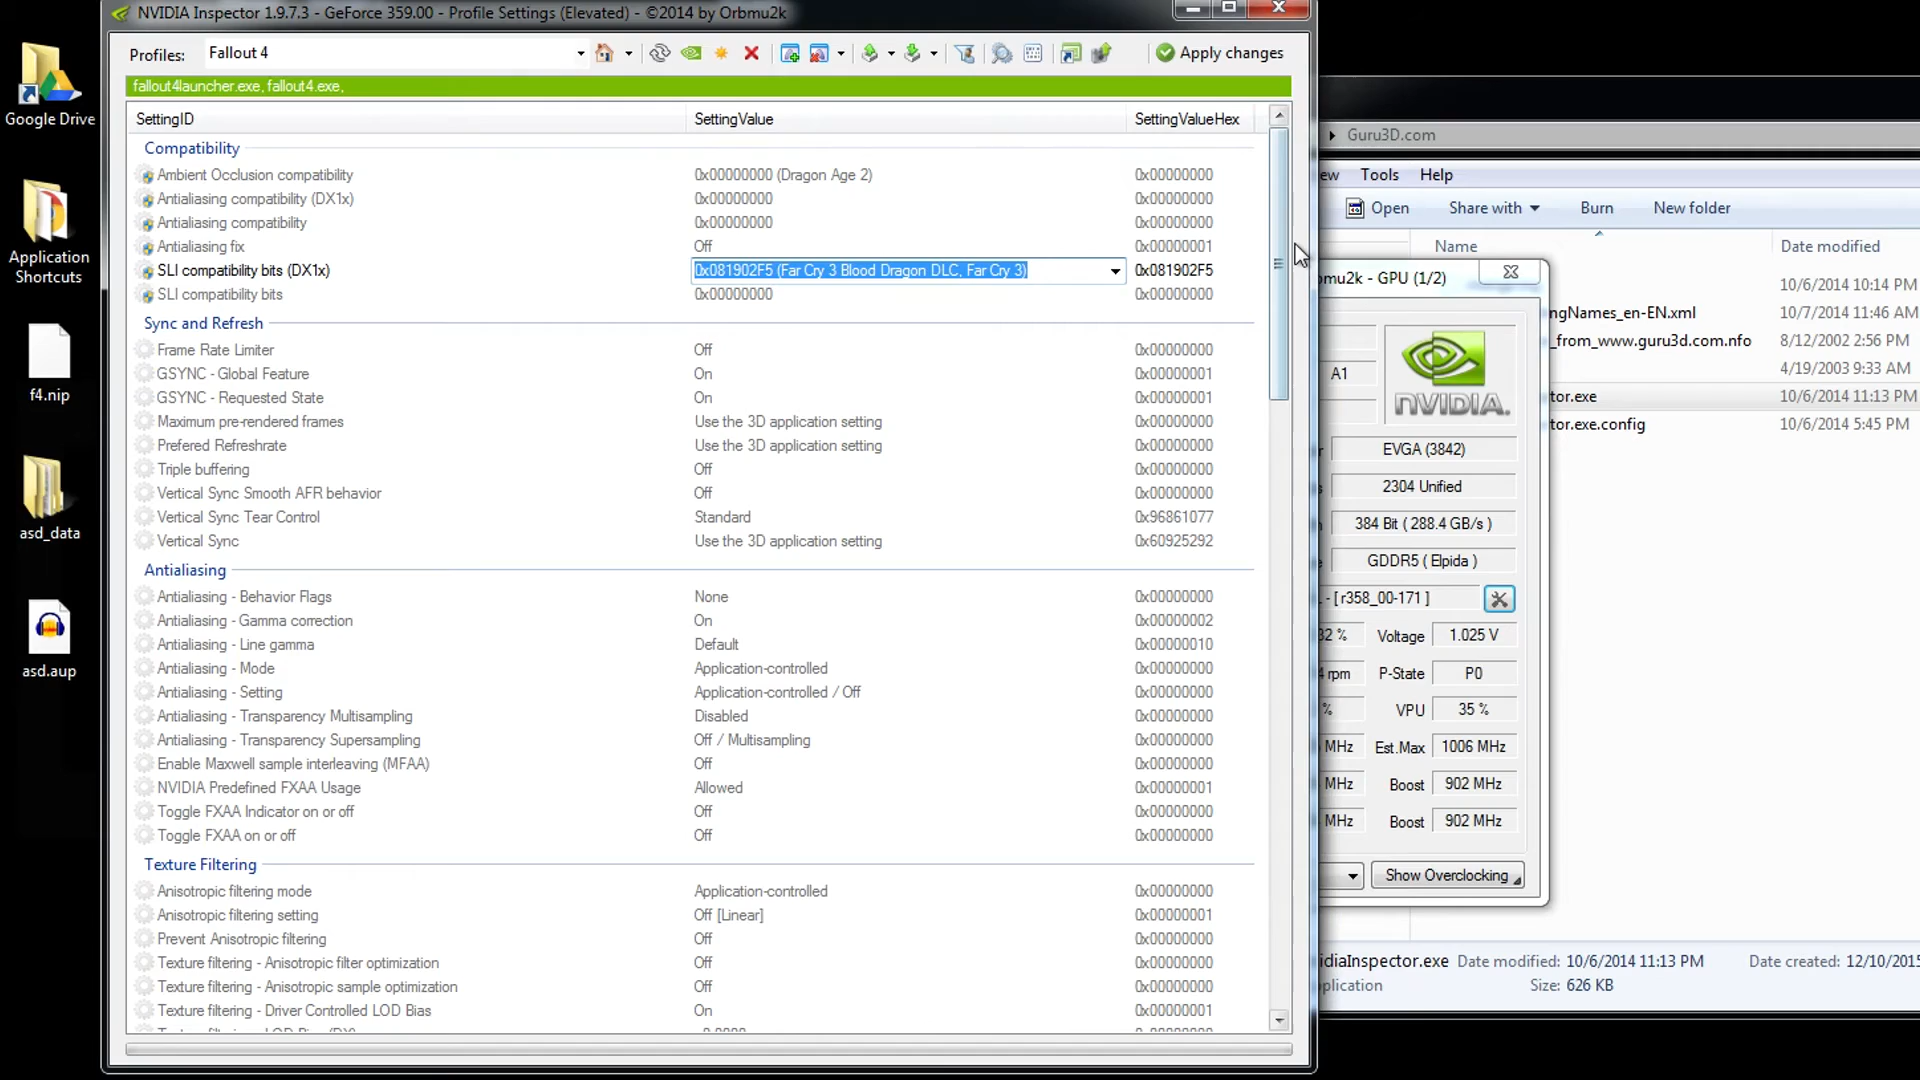 NVIDIA Inspector 1.9.7.3 - GeForce 359.00 - Profile Settings (Elevated) - ©2014 by Orbmu2k
Profiles: Fallout 4 Apply changes
fallout4launcher.exe, fallout4.exe,
SettingID SettingValue SettingValueHex
Compatibility
Ambient Occlusion compatibility 0x00000000 (Dragon Age 2) 0x00000000
Antialiasing compatibility (DX1x) 0x00000000 0x00000000
Antialiasing compatibility 0x00000000 0x00000000
Antialiasing fix Off 0x00000001
SLI compatibility bits (DX1x) 0x081902F5 (Far Cry 3 Blood Dragon DLC, Far Cry 3) 0x081902F5
SLI compatibility bits 0x00000000 0x00000000
Sync and Refresh
Frame Rate Limiter Off 0x00000000
GSYNC - Global Feature On 0x00000001
GSYNC - Requested State On 0x00000001
Maximum pre-rendered frames Use the 3D application setting 0x00000000
Prefered Refreshrate Use the 3D application setting 0x00000000
Triple buffering Off 0x00000000
Vertical Sync Smooth AFR behavior Off 0x00000000
Vertical Sync Tear Control Standard 0x96861077
Vertical Sync Use the 3D application setting 0x60925292
Antialiasing
Antialiasing - Behavior Flags None 0x00000000
Antialiasing - Gamma correction On 0x00000002
Antialiasing - Line gamma Default 0x00000010
Antialiasing - Mode Application-controlled 0x00000000
Antialiasing - Setting Application-controlled / Off 0x00000000
Antialiasing - Transparency Multisampling Disabled 0x00000000
Antialiasing - Transparency Supersampling Off / Multisampling 0x00000000
Enable Maxwell sample interleaving (MFAA) Off 0x00000000
NVIDIA Predefined FXAA Usage Allowed 0x00000001
Toggle FXAA Indicator on or off Off 0x00000000
Toggle FXAA on or off Off 0x00000000
Texture Filtering
Anisotropic filtering mode Application-controlled 0x00000000
Anisotropic filtering setting Off [Linear] 0x00000001
Prevent Anisotropic filtering Off 0x00000000
Texture filtering - Anisotropic filter optimization Off 0x00000000
Texture filtering - Anisotropic sample optimization Off 0x00000000
Texture filtering - Driver Controlled LOD Bias On 0x00000001
Google Drive
Application
Shortcuts
f4.nip
asd_data
asd.aup
Guru3D.com
ew Tools Help
Open Share with Burn New folder
Name Date modified
10/6/2014 10:14 PM
ngNames_en-EN.xml 10/7/2014 11:46 AM
_from_www.guru3d.com.nfo 8/12/2002 2:56 PM
4/19/2003 9:33 AM
tor.exe 10/6/2014 11:13 PM
tor.exe.config 10/6/2014 5:45 PM
bmu2k - GPU (1/2)
A1
NVIDIA.
EVGA (3842)
2304 Unified
384 Bit ( 288.4 GB/s )
GDDR5 ( Elpida )
- [ r358_00-171 ]
32 % Voltage 1.025 V
rpm P-State P0
% VPU 35 %
MHz Est.Max 1006 MHz
MHz Boost 902 MHz
MHz Boost 902 MHz
Show Overclocking
idiaInspector.exe Date modified: 10/6/2014 11:13 PM Date created: 12/10/2015
plication Size: 626 KB